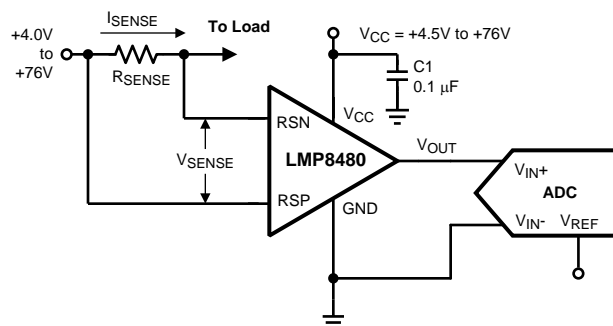 +4.0V
to
+76V
ISENSE
RSENSE
To Load
VCC = +4.5V to +76V
C1
0.1 µF
RSN
VCC
LMP8480
VSENSE
RSP
GND
VOUT
VIN+
ADC
VIN-
VREF